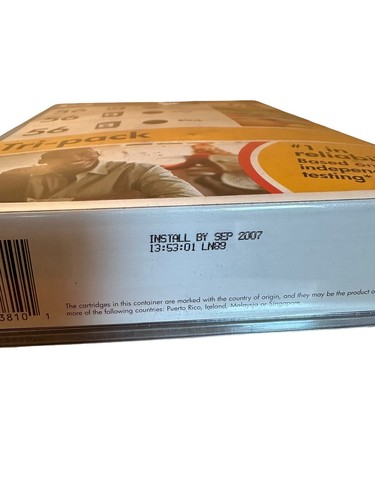 56
56
Tri-pack
#1 in
reliabi
Based on
indepen
testing*
INSTALL BY SEP 2007
13:53:01 LN89
3810 1
The cartridges in this container are marked with the country of origin, and they may be the product o
more of the following countries: Puerto Rico, Ireland, Malaysia or Singapore